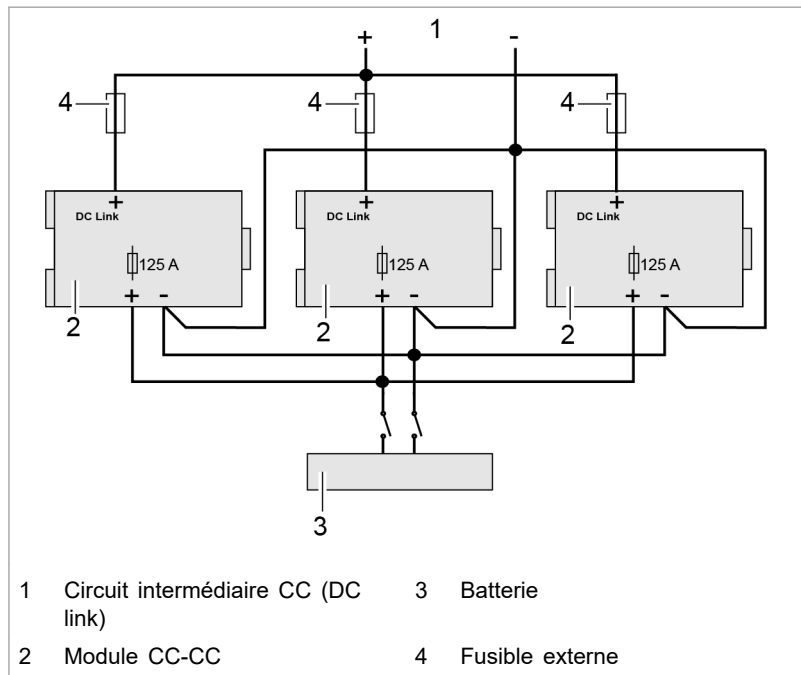 + 1 -
4 4 4
+ + +
DC Link DC Link DC Link
125 A 125 A 125 A
+ - + - + -
2 2 2
3
1 Circuit intermédiaire CC (DC
link)
3 Batterie
2 Module CC-CC
4 Fusible externe